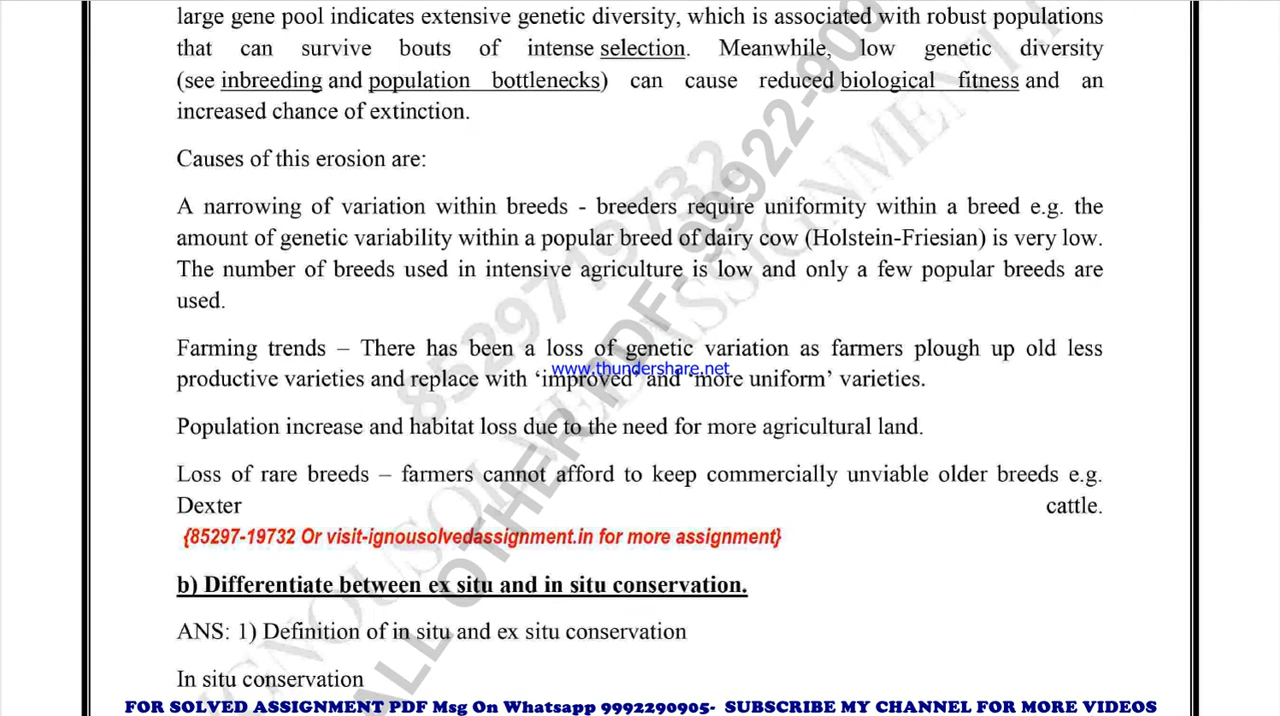 large gene pool indicates extensive genetic diversity, which is associated with robust populations
that can survive bouts of intense selection. Meanwhile, low genetic diversity
(see inbreeding and population bottlenecks) can cause reduced biological fitness and an
increased chance of extinction.
Causes of this erosion are:
A narrowing of variation within breeds - breeders require uniformity within a breed e.g. the
amount of genetic variability within a popular breed of dairy cow (Holstein-Friesian) is very low.
The number of breeds used in intensive agriculture is low and only a few popular breeds are
used.
Farming trends – There has been a loss of genetic variation as farmers plough up old less
www.thundershare.net
productive varieties and replace with ‘improved’ and ‘more uniform’ varieties.
Population increase and habitat loss due to the need for more agricultural land.
Loss of rare breeds – farmers cannot afford to keep commercially unviable older breeds e.g.
Dexter cattle.
{85297-19732 Or visit-ignousolvedassignment.in for more assignment}
b) Differentiate between ex situ and in situ conservation.
ANS: 1) Definition of in situ and ex situ conservation
In situ conservation
FOR SOLVED ASSIGNMENT PDF Msg On Whatsapp 9992290905- SUBSCRIBE MY CHANNEL FOR MORE VIDEOS
8529719732
ALL OTHER PDF- 99922-909
IGNOUSOLVEDASSIGNMENT.IN